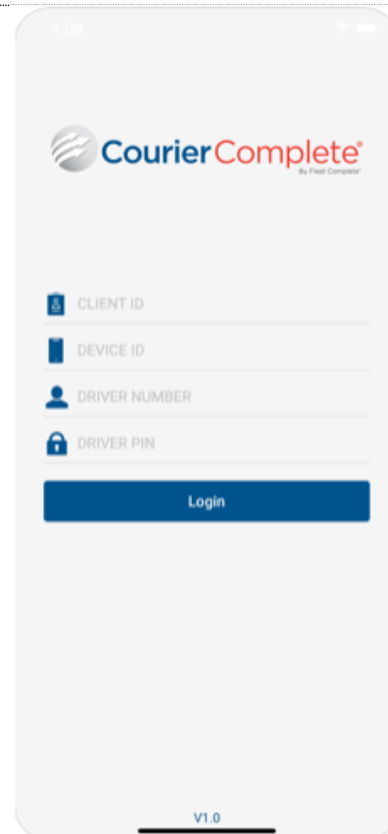 4:09
CourierComplete®
By Fleet Complete®
CLIENT ID
DEVICE ID
DRIVER NUMBER
DRIVER PIN
Login
V1.0